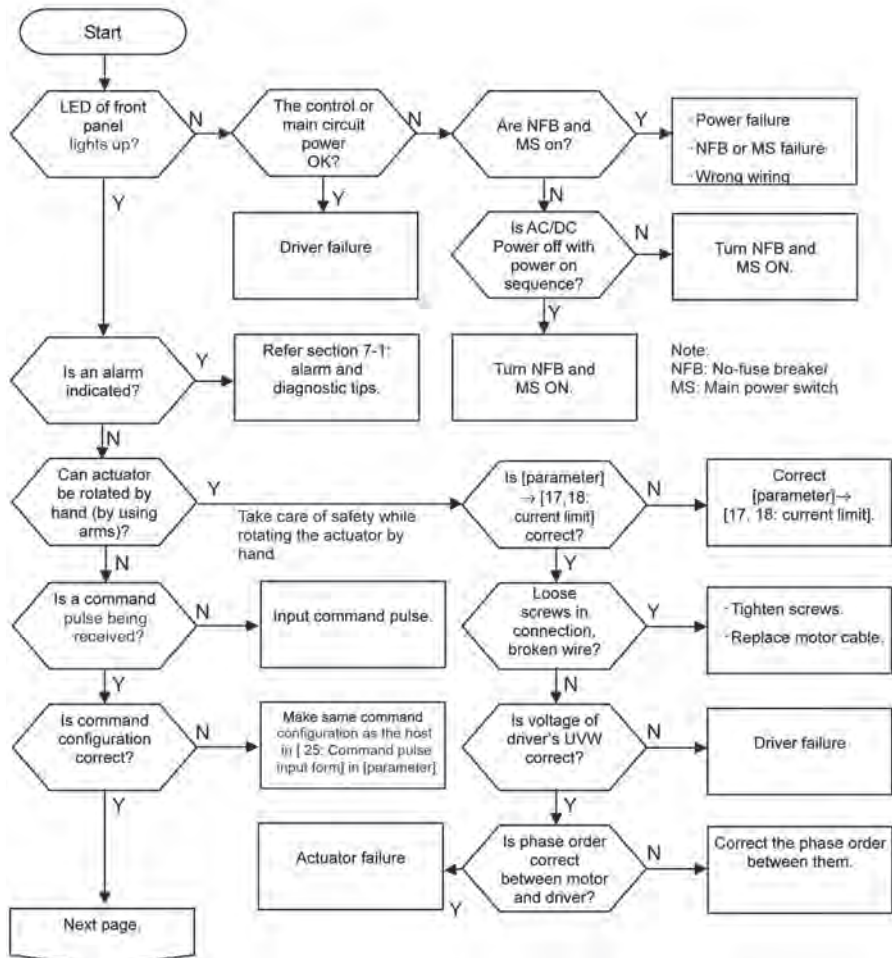 Start
LED of front
panel
lights up?
N
The control or
main circuit
power
OK?
N
Are NFB and
MS on?
Y
· Power failure
· NFB or MS failure
· Wrong wiring
Y
Y
N
Driver failure
Is AC/DC
Power off with
power on
sequence?
N
Turn NFB and
MS ON.
Y
Is an alarm
indicated?
Y
Refer section 7-1:
alarm and
diagnostic tips.
Turn NFB and
MS ON.
Note:
NFB: No-fuse breaker
MS: Main power switch
N
Can actuator
be rotated by
hand (by using
arms)?
Y
Take care of safety while
rotating the actuator by
hand
Is [parameter]
→ [17,18:
current limit]
correct?
N
Correct
[parameter]→
[17, 18: current limit].
N
Y
Is a command
pulse being
received?
N
Input command pulse.
Loose
screws in
connection,
broken wire?
Y
· Tighten screws.
· Replace motor cable.
Y
N
Is command
configuration
correct?
N
Make same command
configuration as the host
in [ 25: Command pulse
input form] in [parameter]
Is voltage of
driver's UVW
correct?
N
Driver failure
Y
Y
Actuator failure
Is phase order
correct
between motor
and driver?
N
Correct the phase order
between them.
Y
Next page.